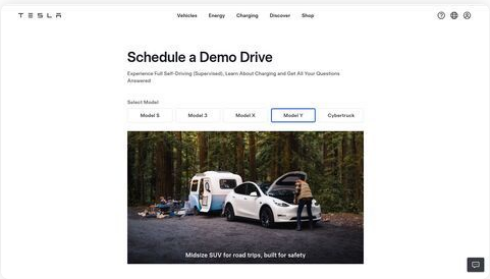 TESLA
Vehicles Energy Charging Discover Shop
Schedule a Demo Drive
Experience Full Self-Driving (Supervised), Learn About Charging and Get All Your Questions
Answered
Select Model
Model S Model 3 Model X Model Y Cybertruck
Midsize SUV for road trips, built for safety